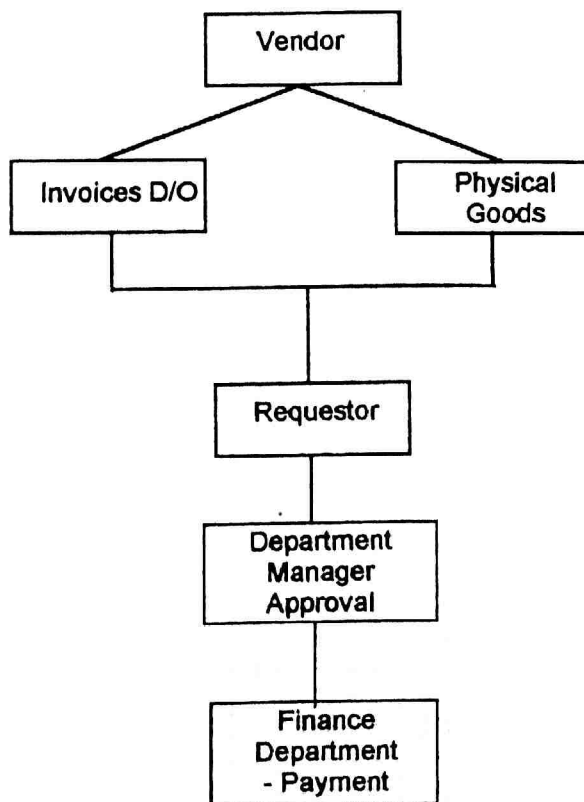 Vendor
Invoices D/O
Physical
Goods
Requestor
Department
Manager
Approval
Finance
Department
- Payment